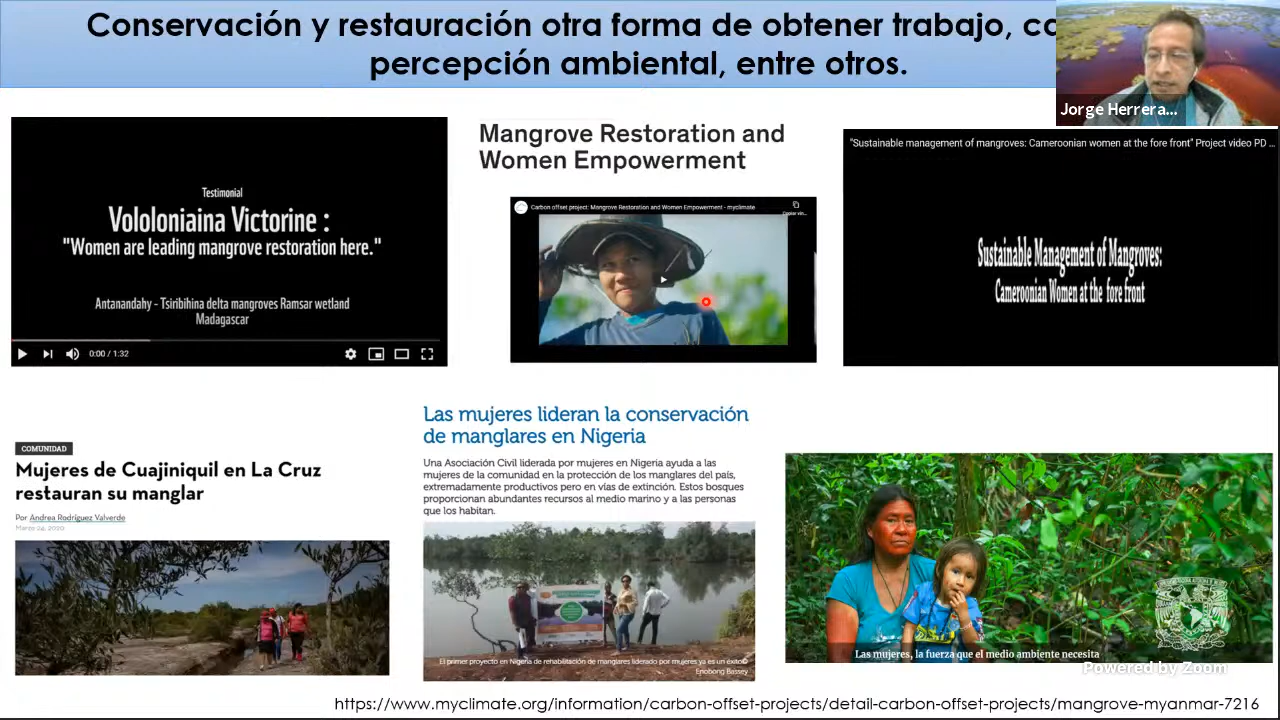 Conservación y restauración otra forma de obtener trabajo, co
percepción ambiental, entre otros.
Jorge Herrera...
Testimonial
Vololoniaina Victorine :
"Women are leading mangrove restoration here."
Antanandahy - Tsiribihina delta mangroves Ramsar wetland
Madagascar
0:00 / 1:32
Mangrove Restoration and
Women Empowerment
Carbon offset project: Mangrove Restoration and Women Empowerment - myclimate
Copiar vín...
"Sustainable management of mangroves: Cameroonian women at the fore front" Project video PD ...
Sustainable Management of Mangroves:
Cameroonian Women at the fore front
COMUNIDAD
Mujeres de Cuajiniquil en La Cruz
restauran su manglar
Por Andrea Rodríguez Valverde
Marzo 24, 2020
Las mujeres lideran la conservación
de manglares en Nigeria
Una Asociación Civil liderada por mujeres en Nigeria ayuda a las
mujeres de la comunidad en la protección de los manglares del país,
extremadamente productivos pero en vías de extinción. Estos bosques
proporcionan abundantes recursos al medio marino y a las personas
que los habitan.
El primer proyecto en Nigeria de rehabilitación de manglares liderado por mujeres ya es un éxito©
Enobong Bassey
Las mujeres, la fuerza que el medio ambiente necesita
Powered by Zoom
https://www.myclimate.org/information/carbon-offset-projects/detail-carbon-offset-projects/mangrove-myanmar-7216